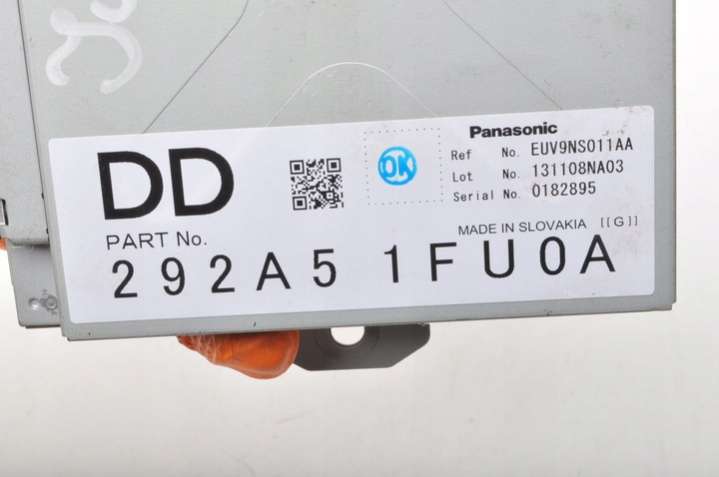 DD
OK
Panasonic
Ref No. EUV9NS011AA
Lot No. 131108NA03
Serial No. 0182895
PART No.
MADE IN SLOVAKIA [[G]]
292A5 1FU0A